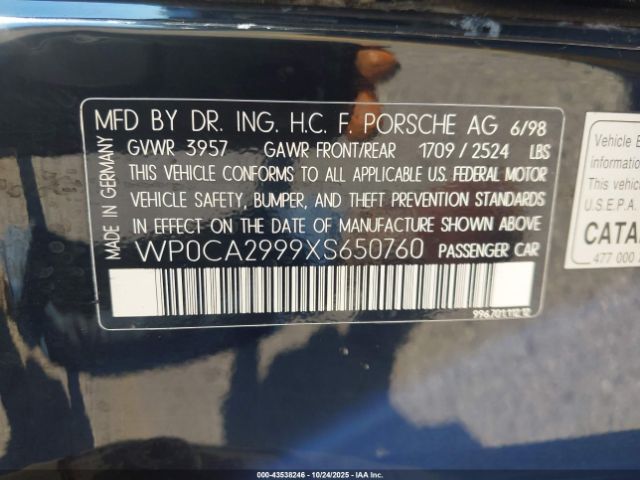 MFD BY DR. ING. H.C. F. PORSCHE AG 6/98
GVWR 3957 GAWR FRONT/REAR 1709 / 2524 LBS
THIS VEHICLE CONFORMS TO ALL APPLICABLE U.S. FEDERAL MOTOR
VEHICLE SAFETY, BUMPER, AND THEFT PREVENTION STANDARDS
IN EFFECT ON THE DATE OF MANUFACTURE SHOWN ABOVE
WP0CA2999XS650760 PASSENGER CAR
996.701.112.12
MADE IN GERMANY
Vehicle E
information
This vehic
U.S.E.P.A.
CATA
477 000
000-43538246 - 10/24/2025 - IAA Inc.